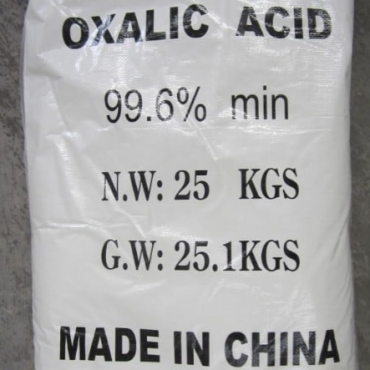 OXALIC ACID
99.6% min
N.W: 25 KGS
G.W: 25.1KGS
MADE IN CHINA